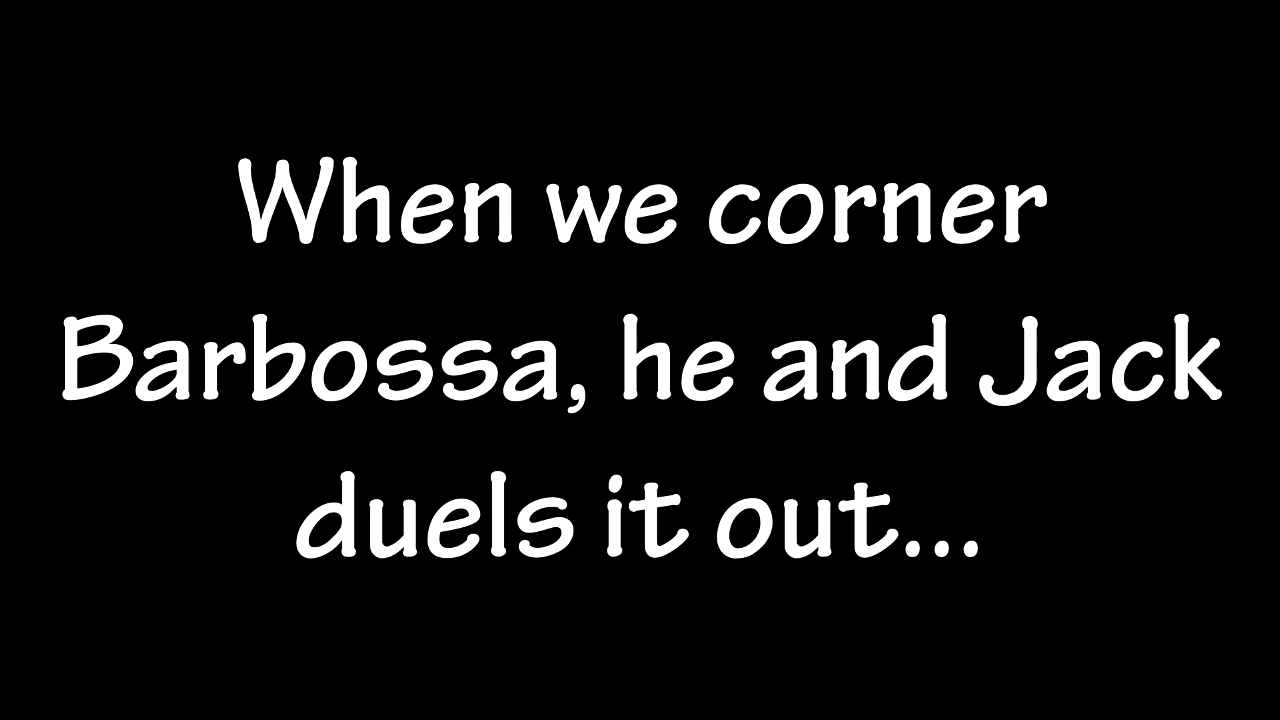 When we corner
Barbossa, he and Jack
duels it out...